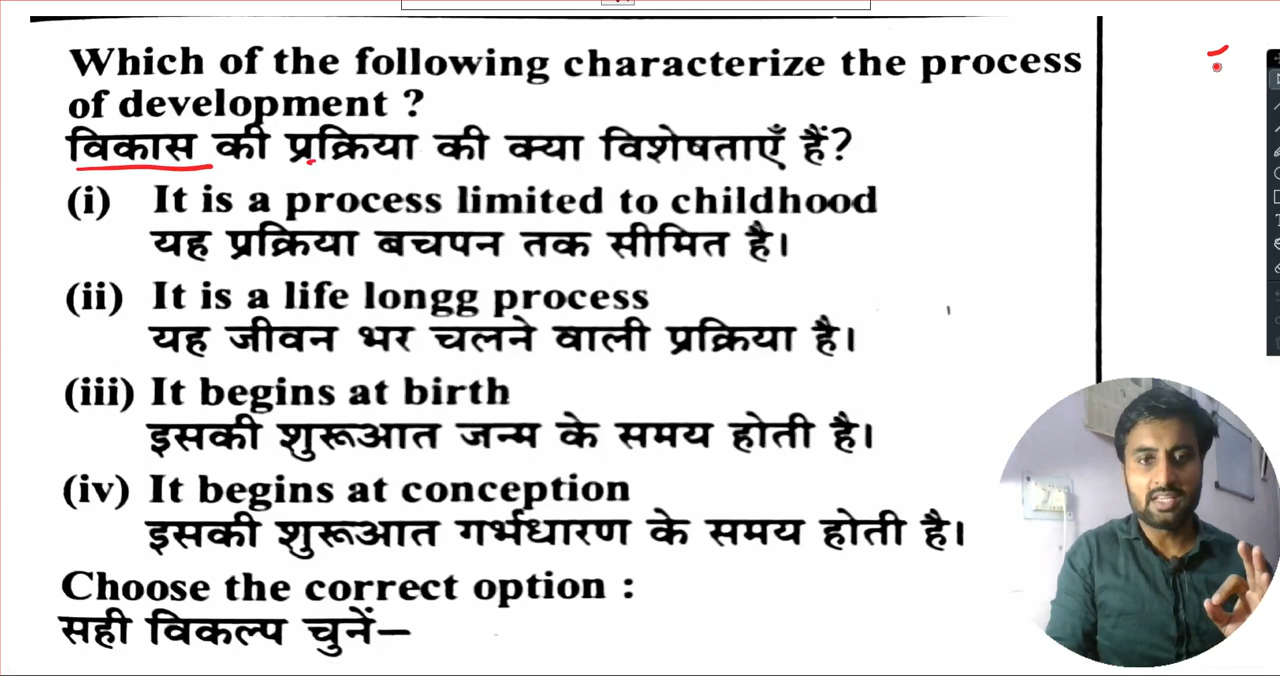 Which of the following characterize the process
of development ?
विकास की प्रक्रिया की क्या विशेषताएँ हैं?
(i) It is a process limited to childhood
यह प्रक्रिया बचपन तक सीमित है।
(ii) It is a life longg process
यह जीवन भर चलने वाली प्रक्रिया है।
(iii) It begins at birth
इसकी शुरूआत जन्म के समय होती है।
(iv) It begins at conception
इसकी शुरूआत गर्भधारण के समय होती है।
Choose the correct option :
सही विकल्प चुनें–